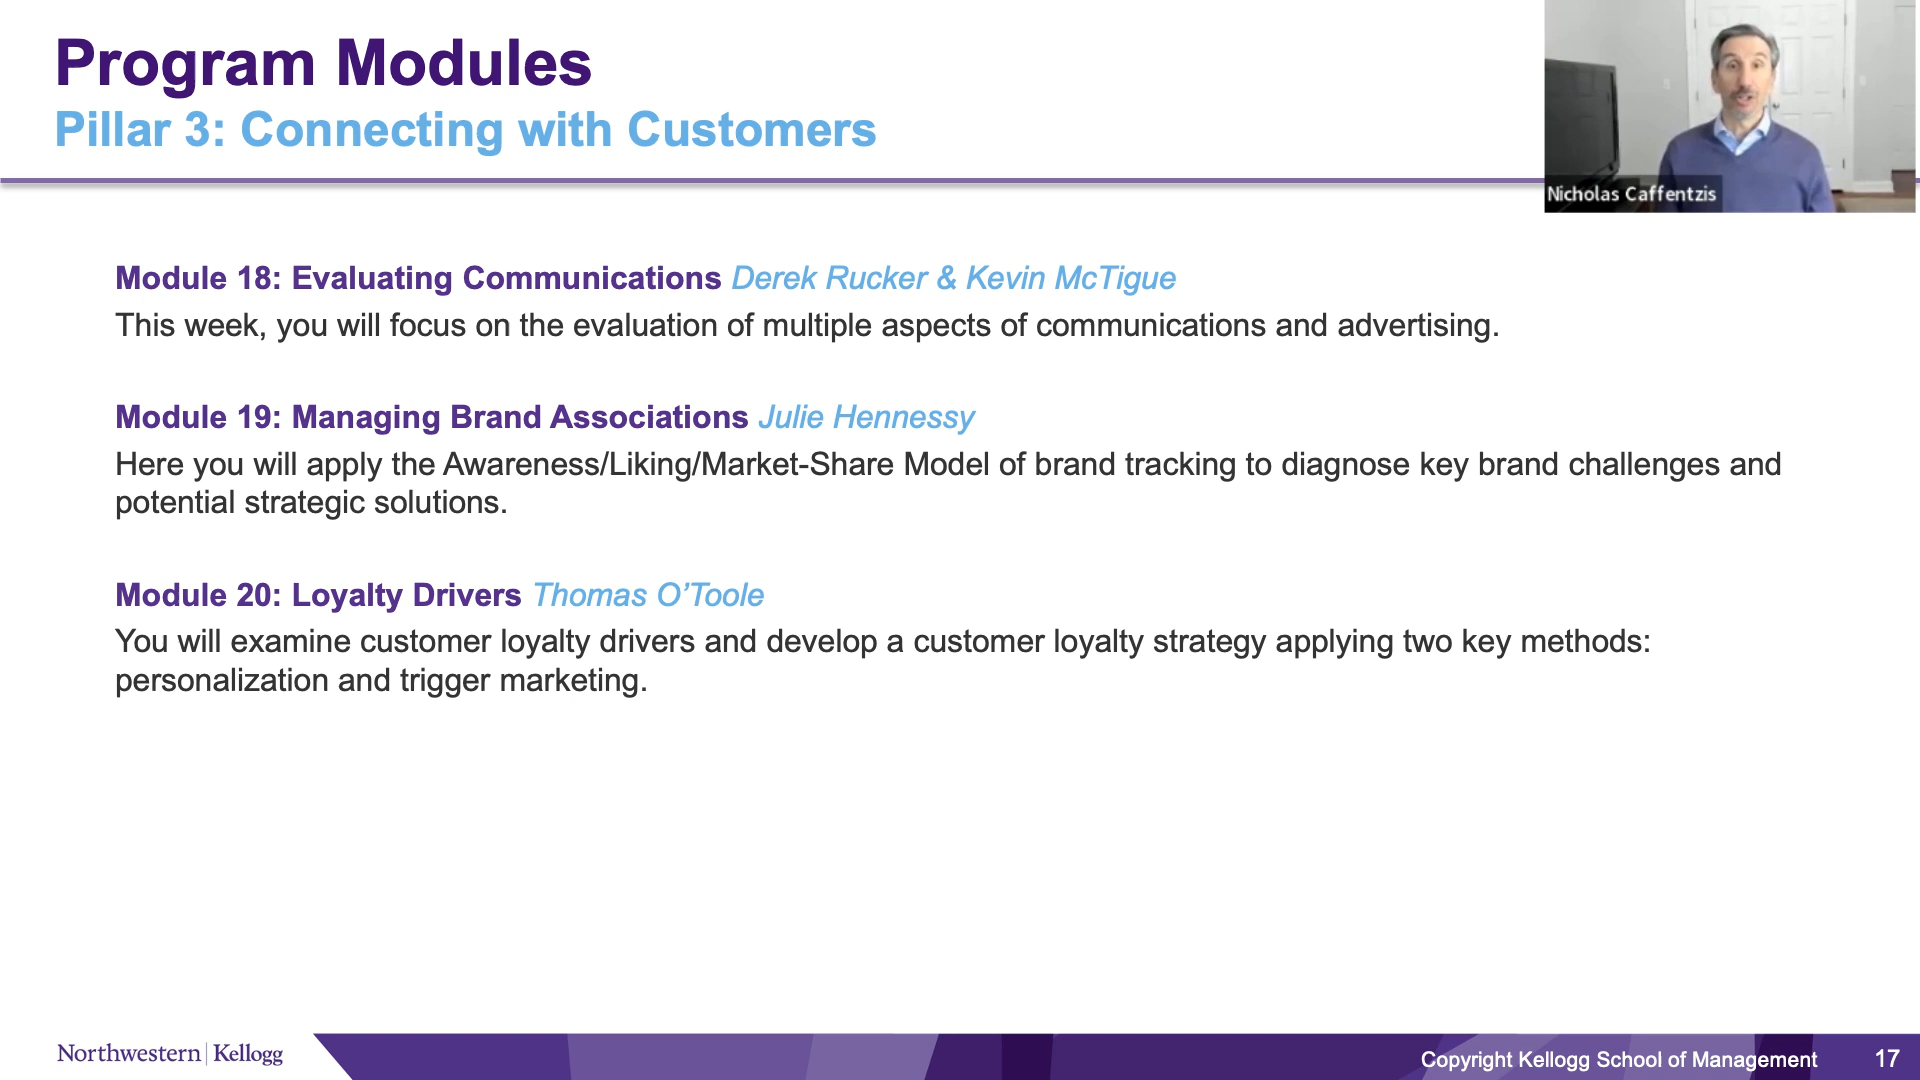 Program Modules
Pillar 3: Connecting with Customers
Nicholas Caffentzis
Module 18: Evaluating Communications Derek Rucker & Kevin McTigue
This week, you will focus on the evaluation of multiple aspects of communications and advertising.
Module 19: Managing Brand Associations Julie Hennessy
Here you will apply the Awareness/Liking/Market-Share Model of brand tracking to diagnose key brand challenges and
potential strategic solutions.
Module 20: Loyalty Drivers Thomas O’Toole
You will examine customer loyalty drivers and develop a customer loyalty strategy applying two key methods:
personalization and trigger marketing.
Northwestern | Kellogg
Copyright Kellogg School of Management 17